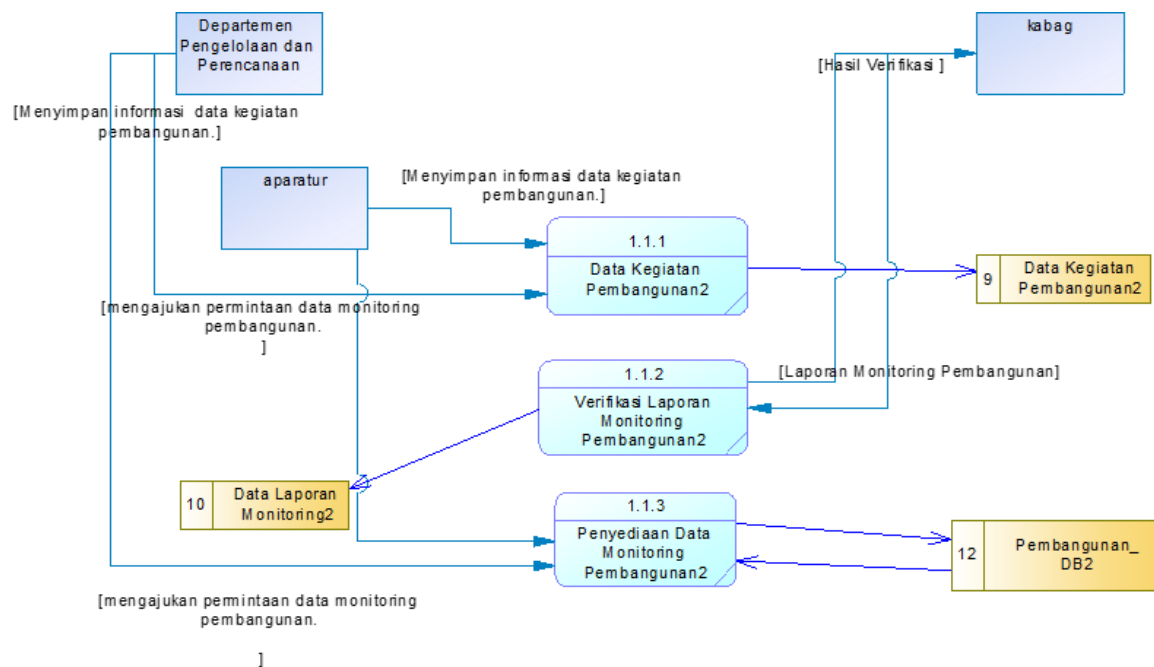 Departemen
Pengelolaan dan
Perencanaan
kabag
[Hasil Verifikasi ]
[Menyimpan informasi data kegiatan
pembangunan.]
aparatur
[Menyimpan informasi data kegiatan
pembangunan.]
1.1.1
Data Kegiatan
Pembangunan2
9
Data Kegiatan
Pembangunan2
[mengajukan permintaan data monitoring
pembangunan.
]
1.1.2
Verifikasi Laporan
Monitoring
Pembangunan2
[Laporan Monitoring Pembangunan]
10
Data Laporan
Monitoring2
1.1.3
Penyediaan Data
Monitoring
Pembangunan2
12
Pembangunan_
DB2
[mengajukan permintaan data monitoring
pembangunan.
]